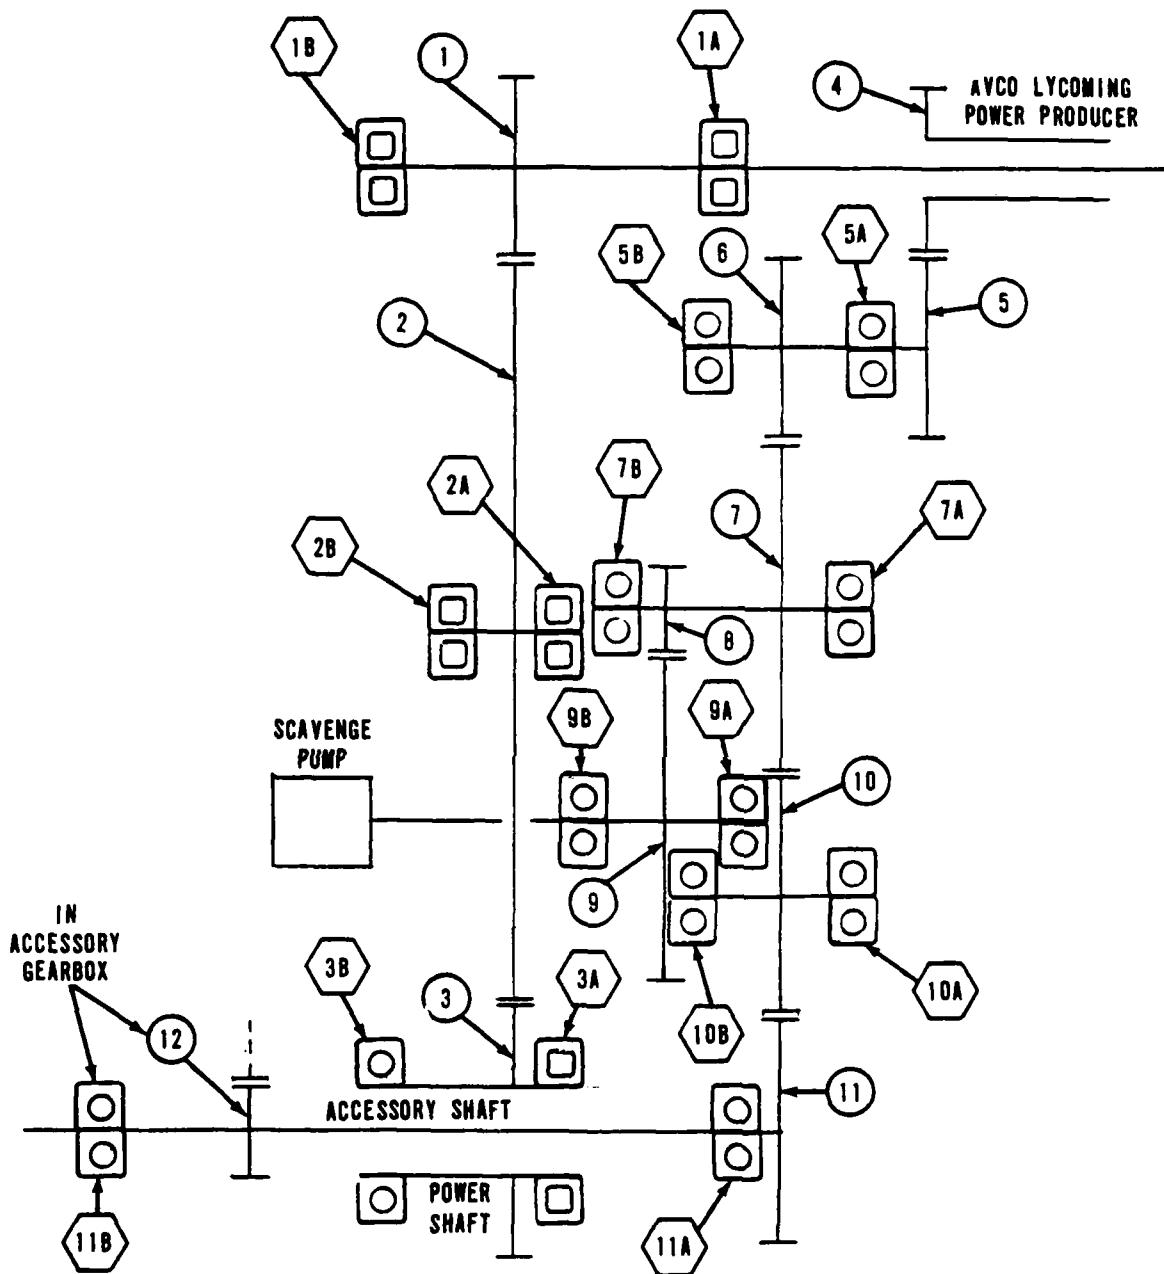 1B
1
1A
4
AVCO LYCOMING
POWER PRODUCER
5B
6
5A
5
2
2A
7B
7
7A
2B
8
SCAVENGE
PUMP
9B
9A
10
9
IN
ACCESSORY
GEARBOX
3B
3
3A
10B
10A
12
11
ACCESSORY SHAFT
POWER
SHAFT
11B
11A